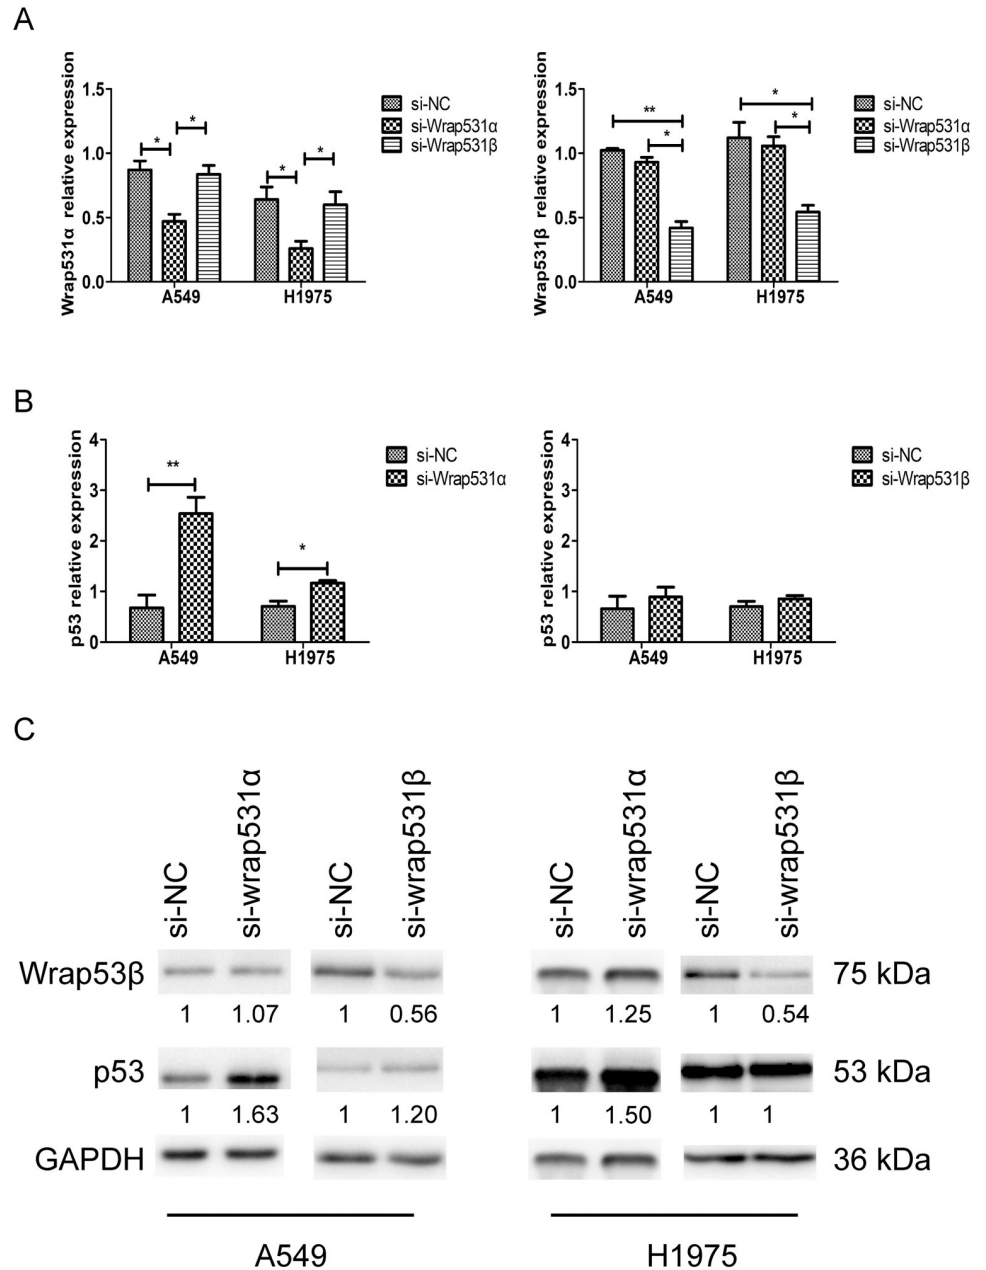 A
Wrap531α relative expression
1.5
1.0
0.5
0.0
*
*
*
*
A549
H1975
si-NC
si-Wrap531α
si-Wrap531β
Wrap531β relative expression
1.5
1.0
0.5
0.0
**
*
*
*
A549
H1975
si-NC
si-Wrap531α
si-Wrap531β
B
p53 relative expression
4
3
2
1
0
**
*
A549
H1975
si-NC
si-Wrap531α
p53 relative expression
4
3
2
1
0
A549
H1975
si-NC
si-Wrap531β
C
si-NC si-wrap531α si-NC si-wrap531β si-NC si-wrap531α si-NC si-wrap531β
Wrap53β 75 kDa
1 1.07 1 0.56 1 1.25 1 0.54
p53 53 kDa
1 1.63 1 1.20 1 1.50 1 1
GAPDH 36 kDa
A549 H1975